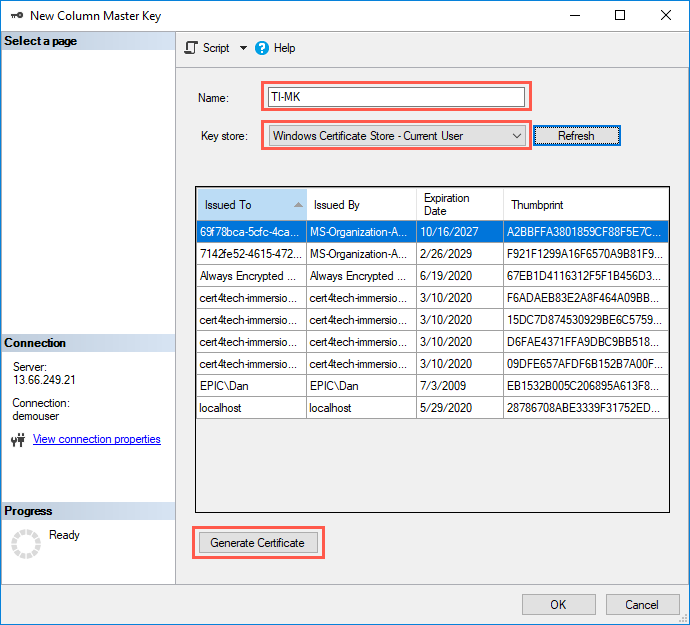 New Column Master Key
Select a page
Script
Help
Name:
TI-MK
Key store:
Windows Certificate Store - Current User
Refresh
Issued To Issued By Expiration Date Thumbprint
69f78bca-5cfc-4ca... MS-Organization-A... 10/16/2027 A2BBFFA3801859CF88F5E7C...
7142fe52-4615-472... MS-Organization-A... 2/26/2029 F921F1299A16F6570A9B81F9...
Always Encrypted ... Always Encrypted ... 6/19/2020 67EB1D4116312F5F1B456D3...
cert4tech-immersio... cert4tech-immersio... 3/10/2020 F6ADAEB83E2A8F464A09BB...
cert4tech-immersio... cert4tech-immersio... 3/10/2020 15DC7D874530929BE6C5759...
cert4tech-immersio... cert4tech-immersio... 3/10/2020 D6FAE4371FFA9DBC9BB518...
cert4tech-immersio... cert4tech-immersio... 3/10/2020 09DFE657AFDF6B152B7A00F...
EPIC\Dan EPIC\Dan 7/3/2009 EB1532B005C206895A613F8...
localhost localhost 5/29/2020 28786708ABE3339F31752ED...
Generate Certificate
Connection
Server:
13.66.249.21
Connection:
demouser
View connection properties
Progress
Ready
OK
Cancel